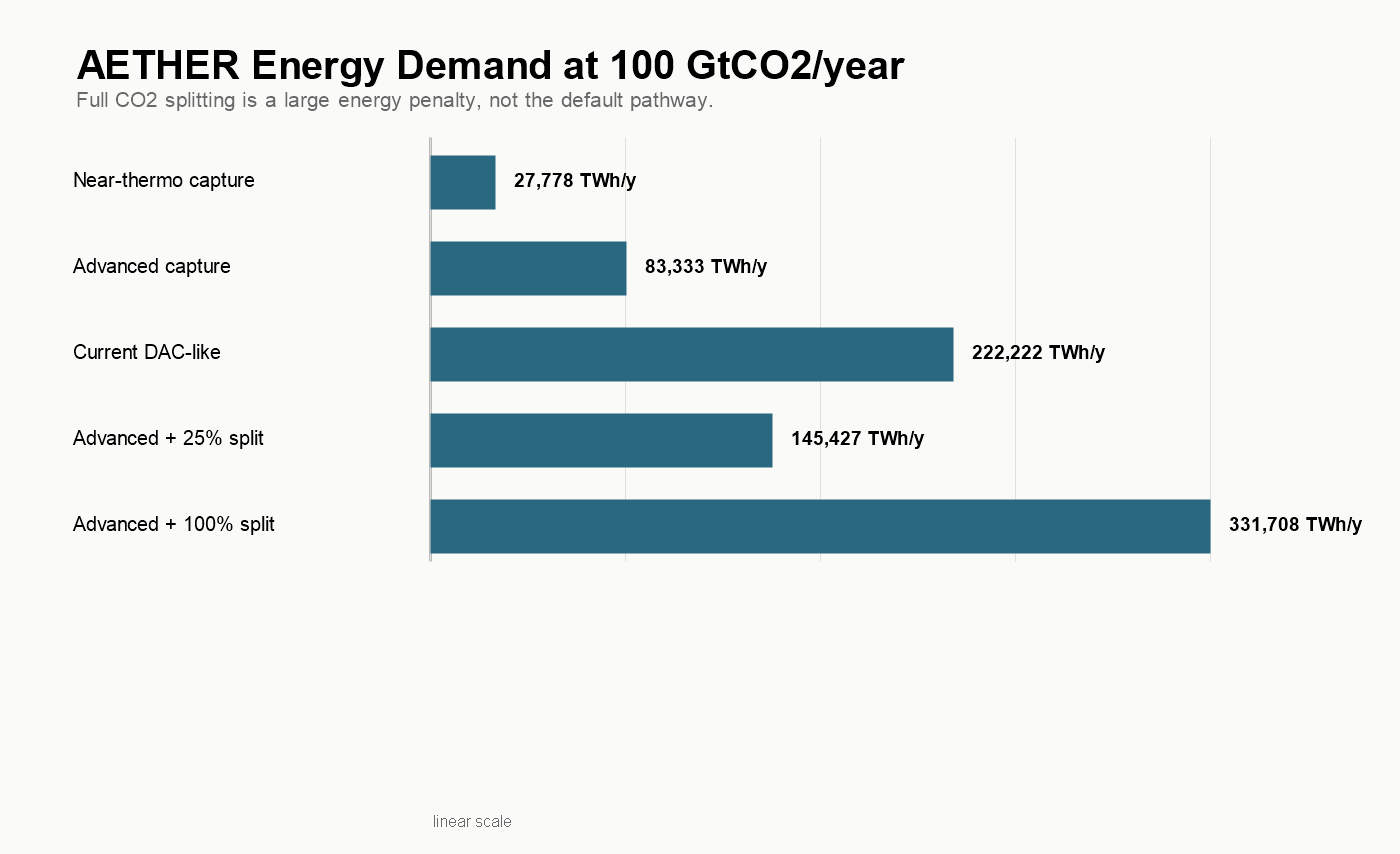 AETHER Energy Demand at 100 GtCO2/year
Full CO2 splitting is a large energy penalty, not the default pathway.
Near-thermo capture 27,778 TWh/y
Advanced capture 83,333 TWh/y
Current DAC-like 222,222 TWh/y
Advanced + 25% split 145,427 TWh/y
Advanced + 100% split 331,708 TWh/y
linear scale